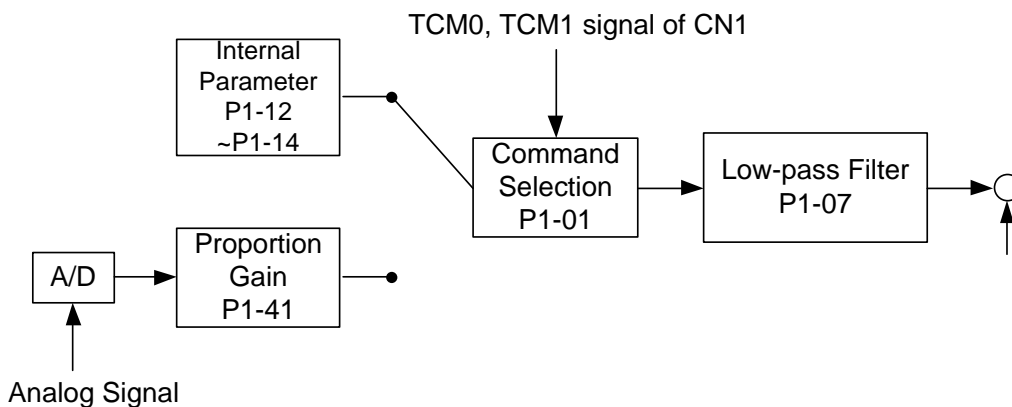 TCM0, TCM1 signal of CN1
Internal
Parameter
P1-12
~P1-14
Command
Selection
P1-01
Low-pass Filter
P1-07
A/D
Proportion
Gain
P1-41
Analog Signal